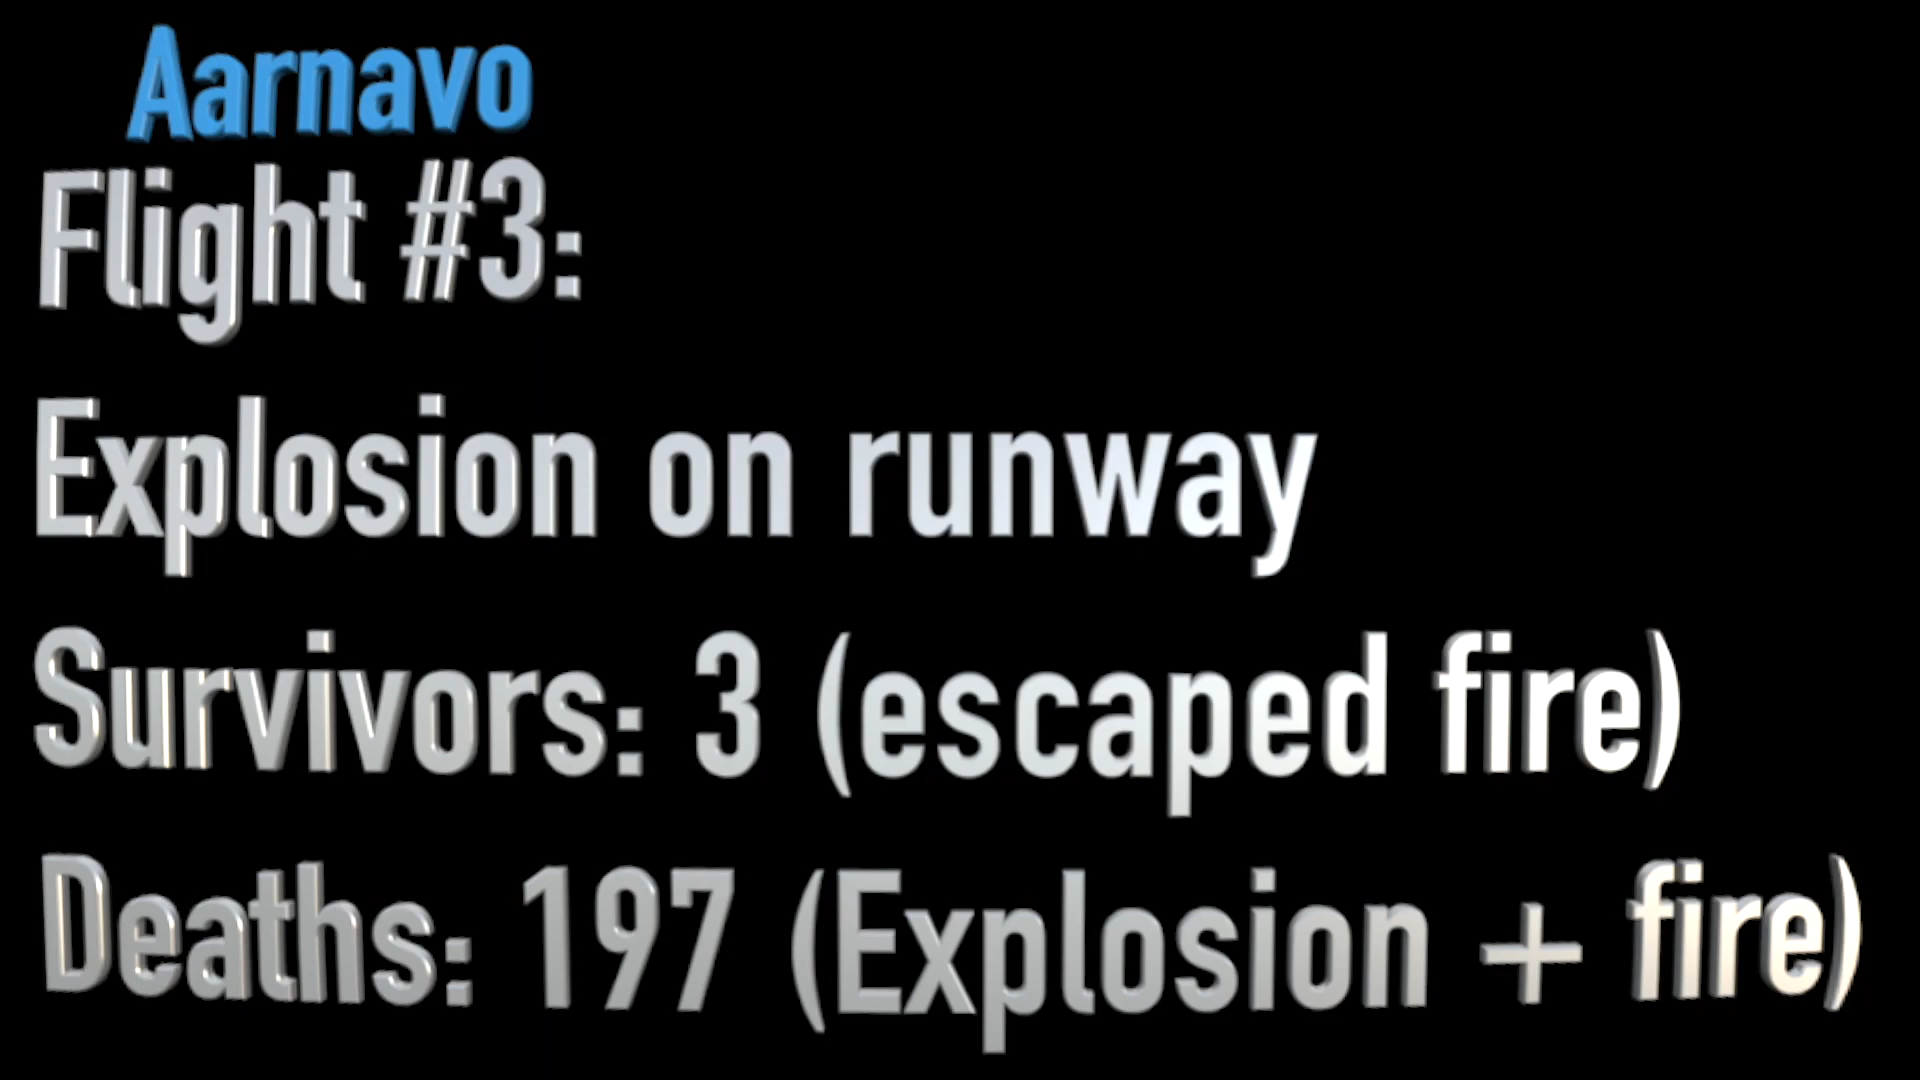 Aarnavo
Flight #3:
Explosion on runway
Survivors: 3 (escaped fire)
Deaths: 197 (Explosion + fire)